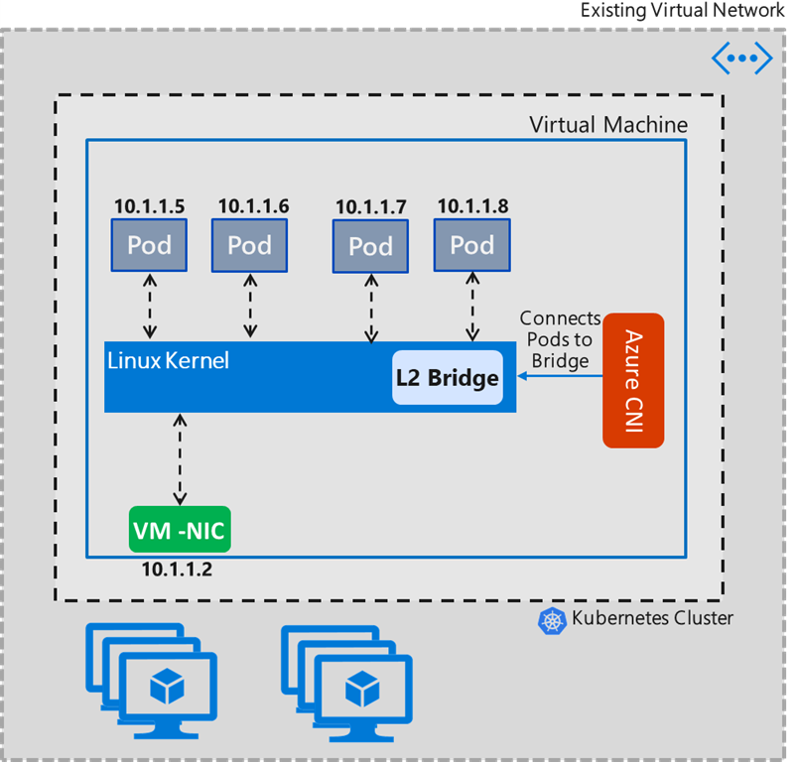 Existing Virtual Network
Virtual Machine
10.1.1.5 10.1.1.6 10.1.1.7 10.1.1.8
Pod Pod Pod Pod
Connects
Pods to
Bridge
Azure CNI
Linux Kernel
L2 Bridge
VM -NIC
10.1.1.2
Kubernetes Cluster